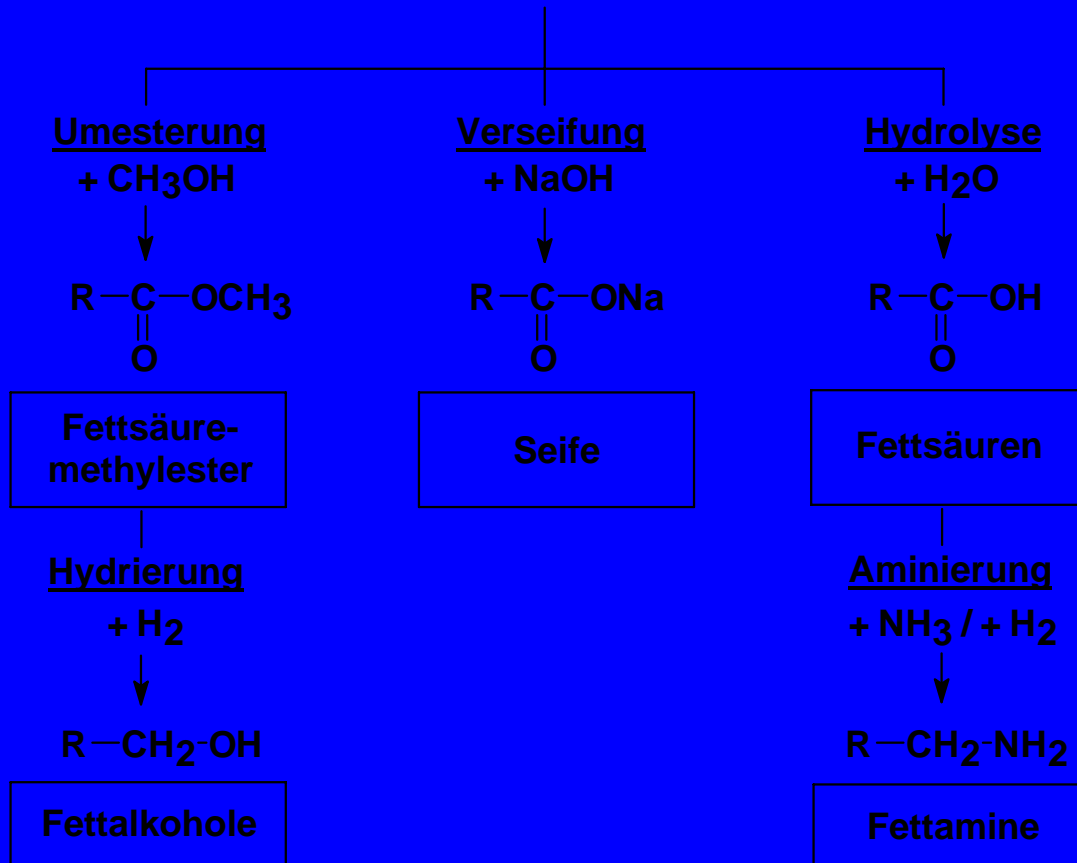 Umesterung
+ CH3OH
R—C—OCH3
O
Fettsäure-
methylester
Hydrierung
+ H2
R—CH2-OH
Fettalkohole
Verseifung
+ NaOH
R—C—ONa
O
Seife
Hydrolyse
+ H2O
R—C—OH
O
Fettsäuren
Aminierung
+ NH3 / + H2
R—CH2-NH2
Fettamine